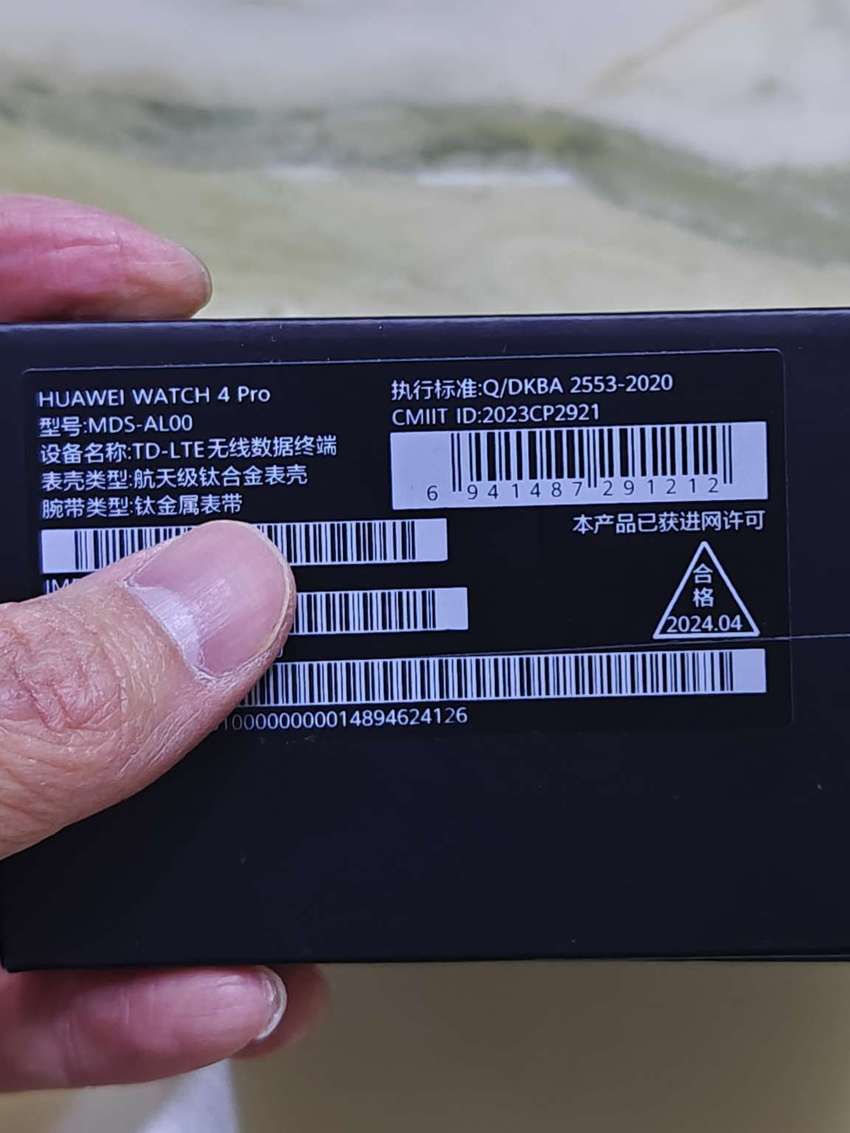 HUAWEI WATCH 4 Pro
型号:MDS-AL00
设备名称:TD-LTE无线数据终端
表壳类型:航天级钛合金表壳
腕带类型:钛金属表带
执行标准:Q/DKBA 2553-2020
CMIIT ID:2023CP2921
6 941487 291212
本产品已获进网许可
合
格
2024.04